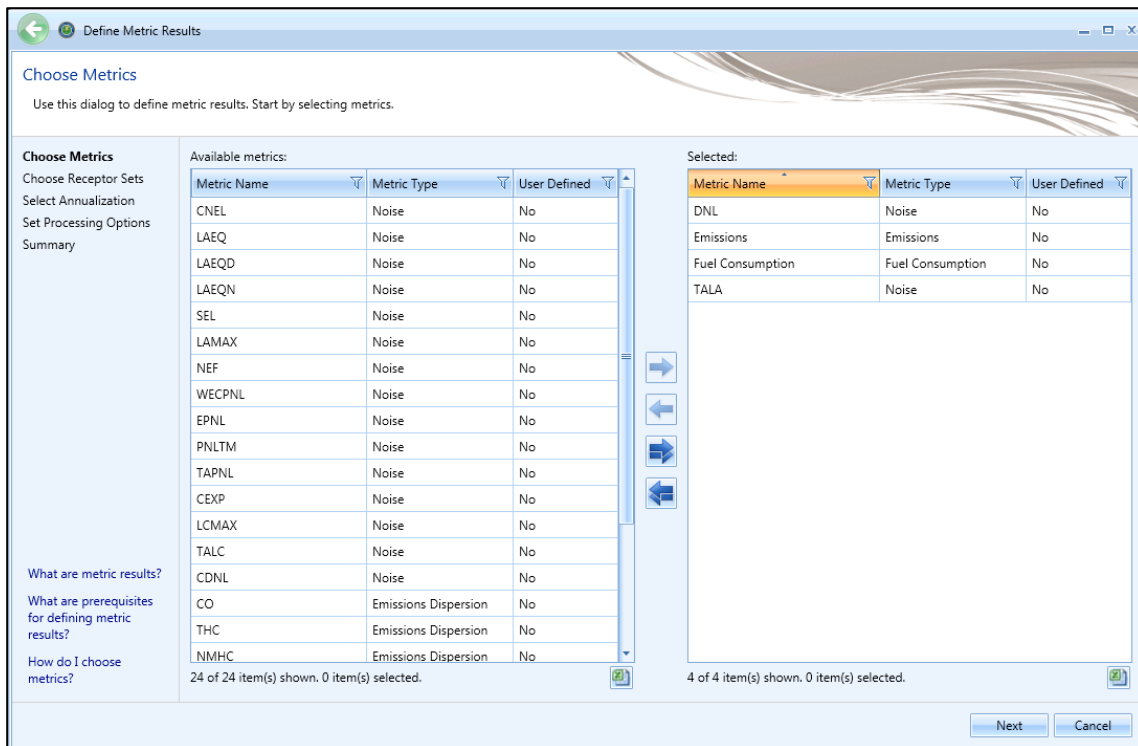 Define Metric Results
Choose Metrics
Use this dialog to define metric results. Start by selecting metrics.
Choose Metrics
Choose Receptor Sets
Select Annualization
Set Processing Options
Summary
What are metric results?
What are prerequisites
for defining metric
results?
How do I choose
metrics?
Available metrics:
Metric Name Metric Type User Defined
CNEL Noise No
LAEQ Noise No
LAEQD Noise No
LAEQN Noise No
SEL Noise No
LAMAX Noise No
NEF Noise No
WECPNL Noise No
EPNL Noise No
PNLTM Noise No
TAPNL Noise No
CEXP Noise No
LCMAX Noise No
TALC Noise No
CDNL Noise No
CO Emissions Dispersion No
THC Emissions Dispersion No
NMHC Emissions Dispersion No
24 of 24 item(s) shown. 0 item(s) selected.
Selected:
Metric Name Metric Type User Defined
DNL Noise No
Emissions Emissions No
Fuel Consumption Fuel Consumption No
TALA Noise No
4 of 4 item(s) shown. 0 item(s) selected.
Next Cancel